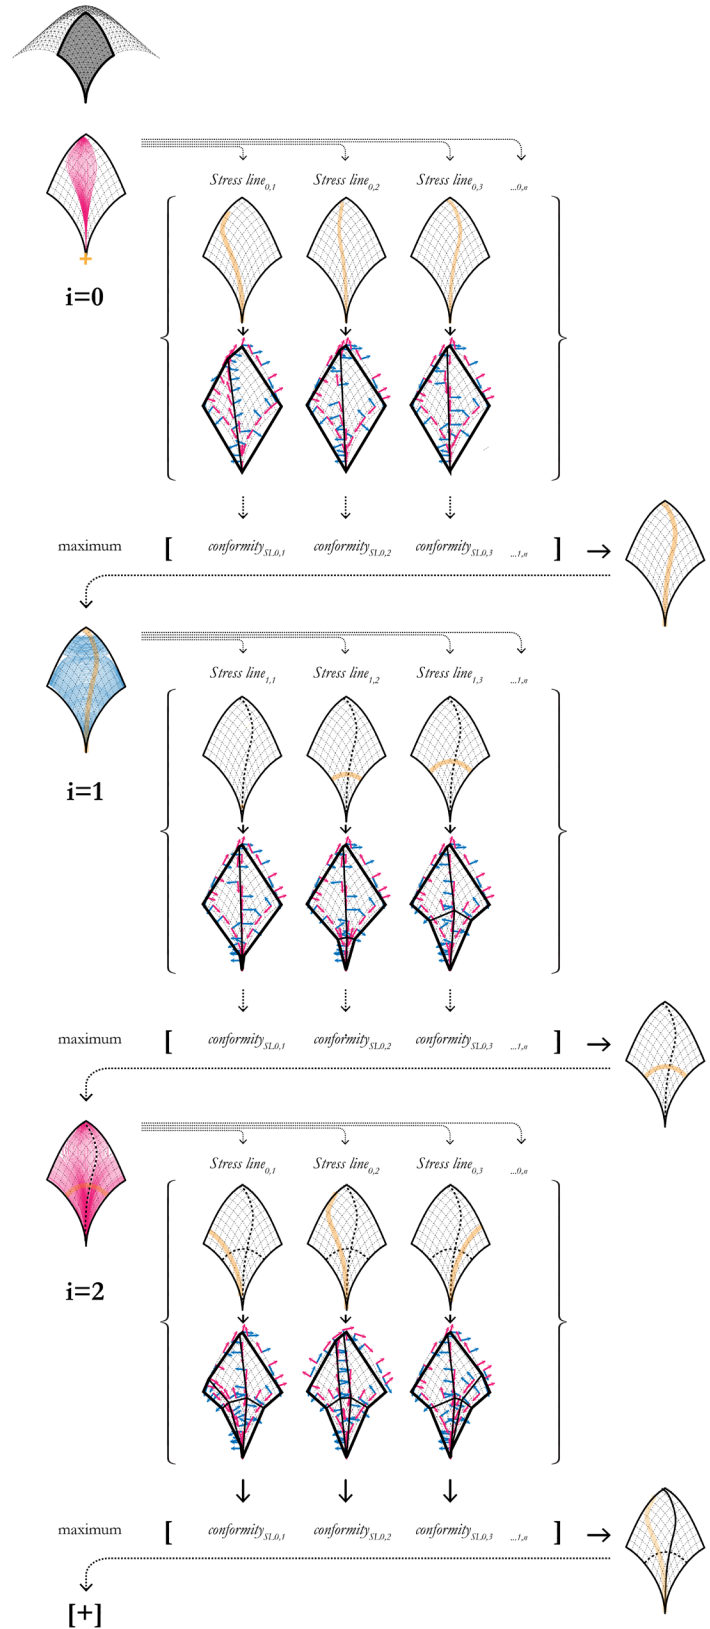 Stress line0,1 Stress line0,2 Stress line0,3 ...0,n
i=0
maximum [ conformitySL0,1 conformitySL0,2 conformitySL0,3 ...1,n ]
Stress line1,1 Stress line1,2 Stress line1,3 ...1,n
i=1
maximum [ conformitySL0,1 conformitySL0,2 conformitySL0,3 ...1,n ]
Stress line0,1 Stress line0,2 Stress line0,3 ...0,n
i=2
maximum [ conformitySL0,1 conformitySL0,2 conformitySL0,3 ...1,n ]
[+]